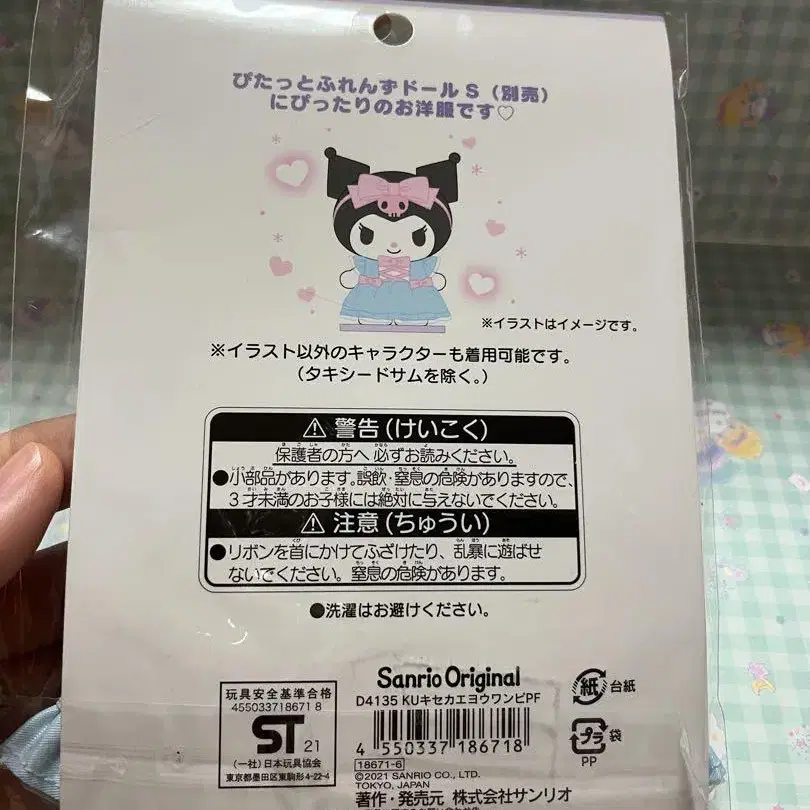 ぴたっとふれんずドールS（別売）
にぴったりのお洋服です♡
※イラストはイメージです。
※イラスト以外のキャラクターも着用可能です。
（タキシードサムを除く。）
⚠警告(けいこく)
保護者の方へ必ずお読みください。
●小部品があります。誤飲・窒息の危険がありますので、
3才未満のお子様には絶対に与えないでください。
⚠注意(ちゅうい)
●リボンを首にかけてふざけたり、乱暴に遊ばせ
ないでください。窒息の危険があります。
●洗濯はお避けください。
玩具安全基準合格
455033718671 8
ST 21
(一社)日本玩具協会
東京都墨田区東駒形4-22-4
Sanrio Original
D4135 KUキセカエヨウワンピPF
4 550337 186718
18671-6
©2021 SANRIO CO., LTD.
TOKYO, JAPAN
著作・発売元 株式会社サンリオ
紙 台紙
プラ 袋
PP